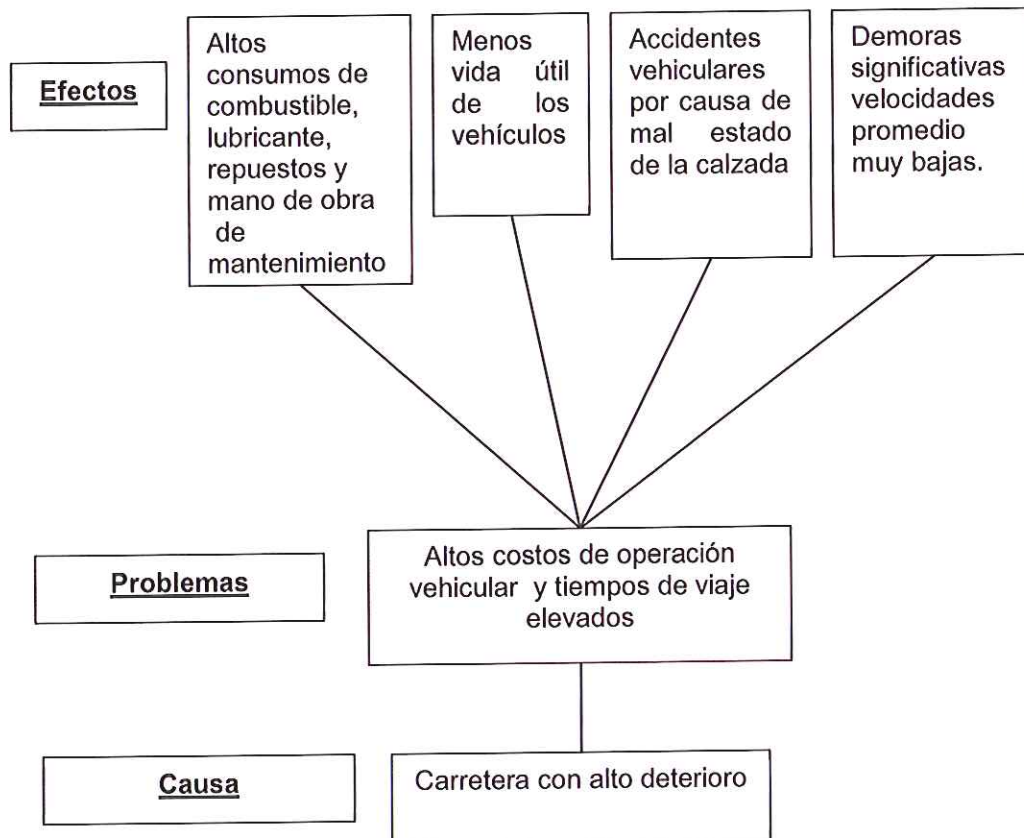 Efectos
Altos
consumos de
combustible,
lubricante,
repuestos y
mano de obra
de
mantenimiento
Menos
vida útil
de los
vehículos
Accidentes
vehiculares
por causa de
mal estado
de la calzada
Demoras
significativas
velocidades
promedio
muy bajas.
Problemas
Altos costos de operación
vehicular y tiempos de viaje
elevados
Causa
Carretera con alto deterioro